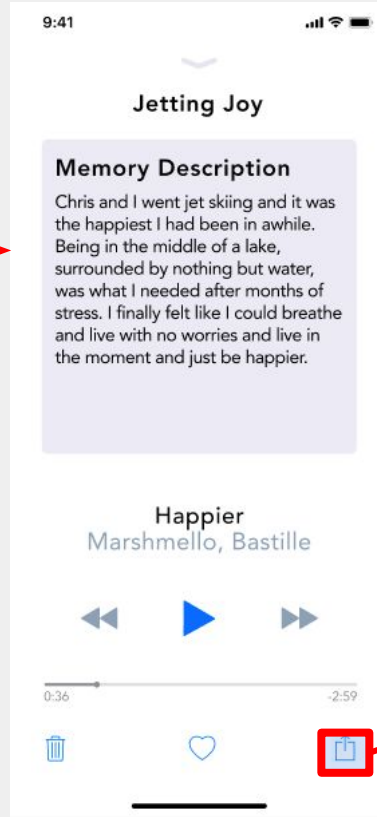 9:41
Jetting Joy
Memory Description
Chris and I went jet skiing and it was
the happiest I had been in awhile.
Being in the middle of a lake,
surrounded by nothing but water,
was what I needed after months of
stress. I finally felt like I could breathe
and live with no worries and live in
the moment and just be happier.
Happier
Marshmello, Bastille
0:36
-2:59